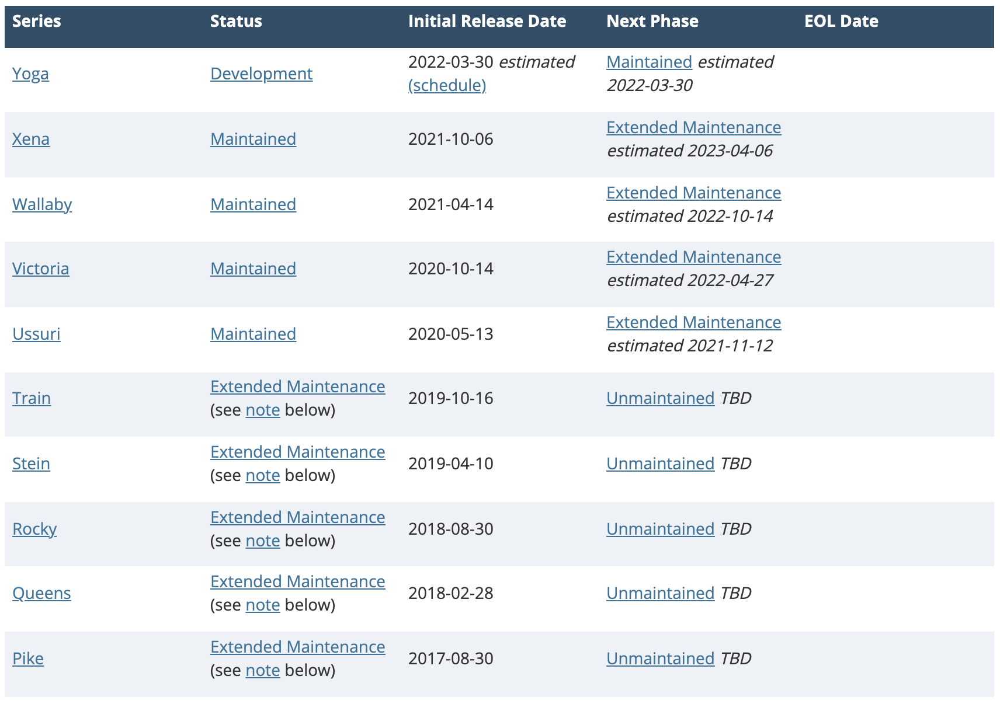 Series Status Initial Release Date Next Phase EOL Date
Yoga Development 2022-03-30 estimated (schedule) Maintained estimated 2022-03-30
Xena Maintained 2021-10-06 Extended Maintenance estimated 2023-04-06
Wallaby Maintained 2021-04-14 Extended Maintenance estimated 2022-10-14
Victoria Maintained 2020-10-14 Extended Maintenance estimated 2022-04-27
Ussuri Maintained 2020-05-13 Extended Maintenance estimated 2021-11-12
Train Extended Maintenance (see note below) 2019-10-16 Unmaintained TBD
Stein Extended Maintenance (see note below) 2019-04-10 Unmaintained TBD
Rocky Extended Maintenance (see note below) 2018-08-30 Unmaintained TBD
Queens Extended Maintenance (see note below) 2018-02-28 Unmaintained TBD
Pike Extended Maintenance (see note below) 2017-08-30 Unmaintained TBD